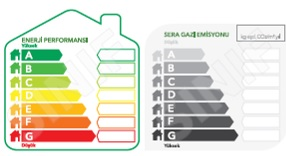 ENERJİ PERFORMANSI
Yüksek
A
B
C
D
E
F
G
Düşük
SERA GAZI EMİSYONU
Düşük
A
B
C
D
E
F
G
Yüksek